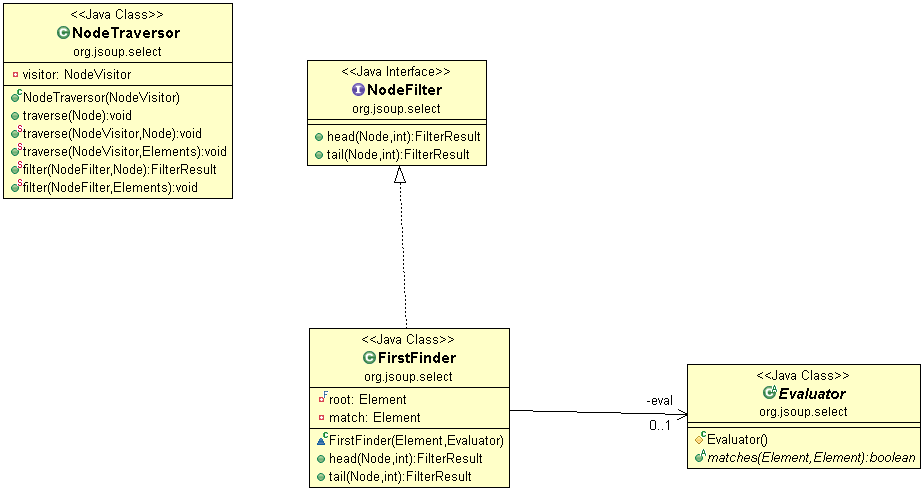 <<Java Class>>
NodeTraversor
org.jsoup.select
visitor: NodeVisitor
NodeTraversor(NodeVisitor)
traverse(Node):void
traverse(NodeVisitor,Node):void
traverse(NodeVisitor,Elements):void
filter(NodeFilter,Node):FilterResult
filter(NodeFilter,Elements):void
<<Java Interface>>
NodeFilter
org.jsoup.select
head(Node,int):FilterResult
tail(Node,int):FilterResult
<<Java Class>>
FirstFinder
org.jsoup.select
root: Element
match: Element
FirstFinder(Element,Evaluator)
head(Node,int):FilterResult
tail(Node,int):FilterResult
-eval
0..1
<<Java Class>>
Evaluator
org.jsoup.select
Evaluator()
matches(Element,Element):boolean